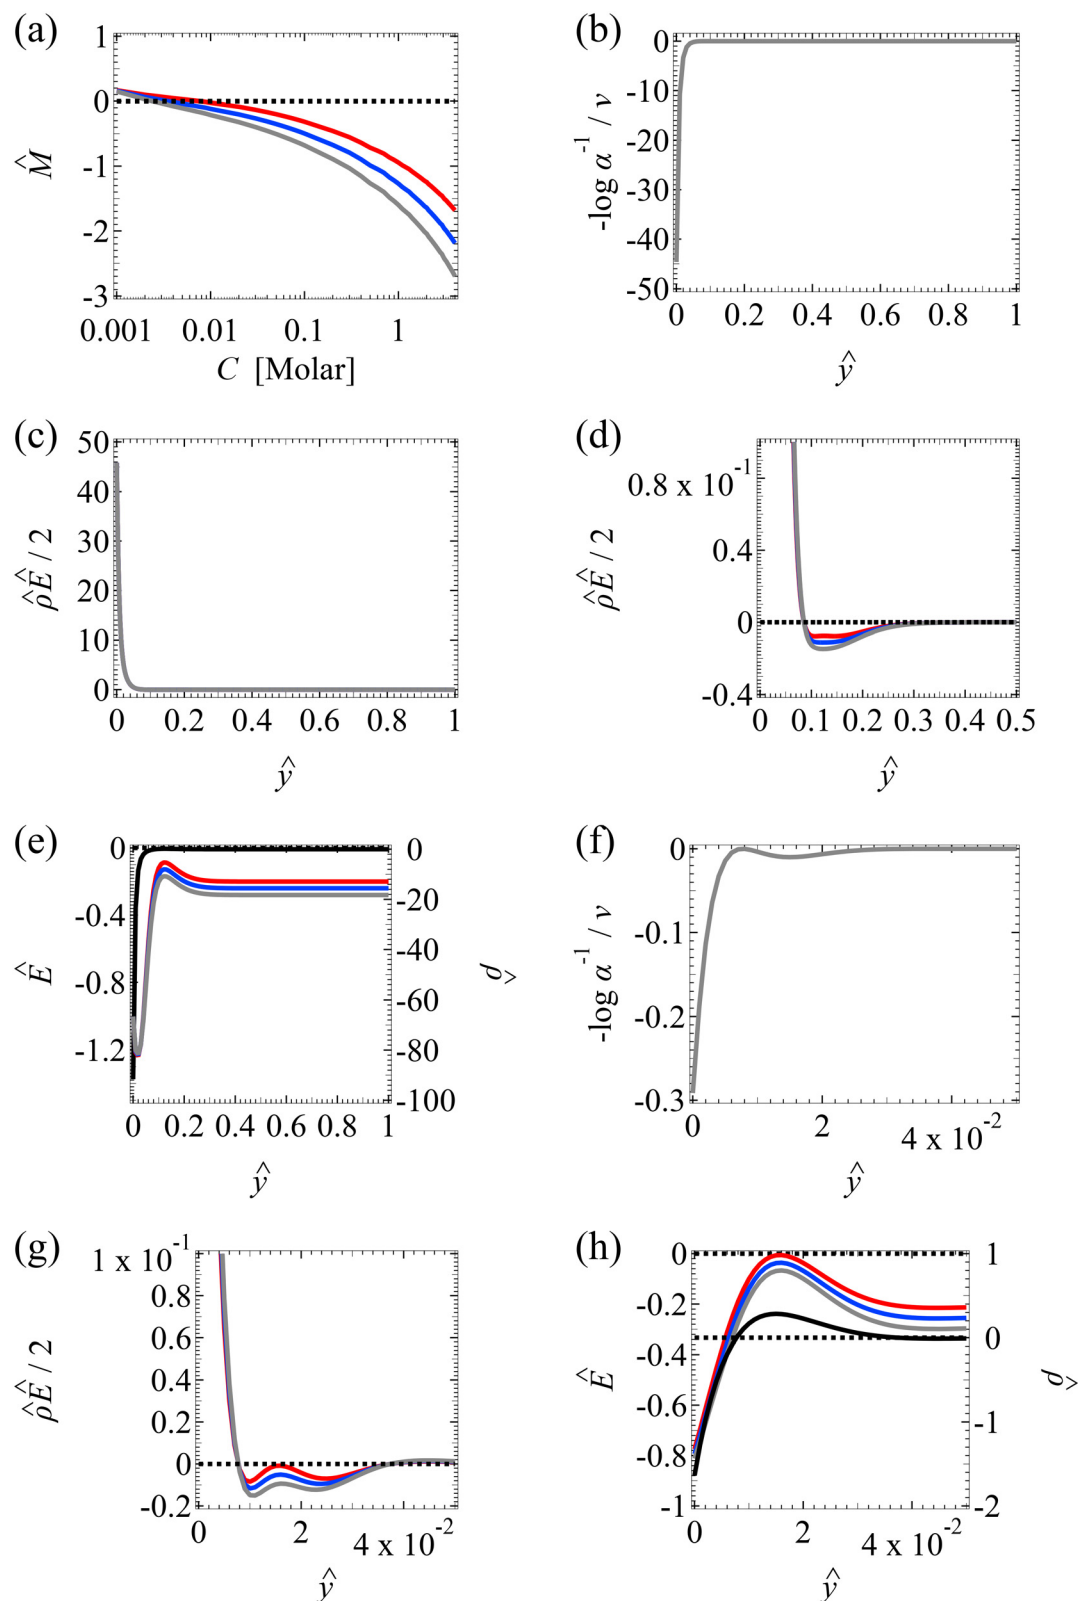 (a)
1
0
-1
-2
-3
M̂
0.001 0.01 0.1 1
C [Molar]
(b)
0
-10
-20
-30
-40
-50
-log α⁻¹ / ν
0 0.2 0.4 0.6 0.8 1
ŷ
(c)
50
40
30
20
10
0
ρ̂Ê / 2
0 0.2 0.4 0.6 0.8 1
ŷ
(d)
0.8 x 10⁻¹
0.4
0
-0.4
ρ̂Ê / 2
0 0.1 0.2 0.3 0.4 0.5
ŷ
(e)
0
-0.4
-0.8
-1.2
Ê
0
-20
-40
-60
-80
-100
ρ̂
0 0.2 0.4 0.6 0.8 1
ŷ
(f)
0
-0.1
-0.2
-0.3
-log α⁻¹ / ν
0 2 4 x 10⁻²
ŷ
(g)
1 x 10⁻¹
0.8
0.6
0.4
0.2
0
-0.2
ρ̂Ê / 2
0 2 4 x 10⁻²
ŷ
(h)
0
-0.2
-0.4
-0.6
-0.8
-1
Ê
1
0
-1
-2
ρ̂
0 2 4 x 10⁻²
ŷ